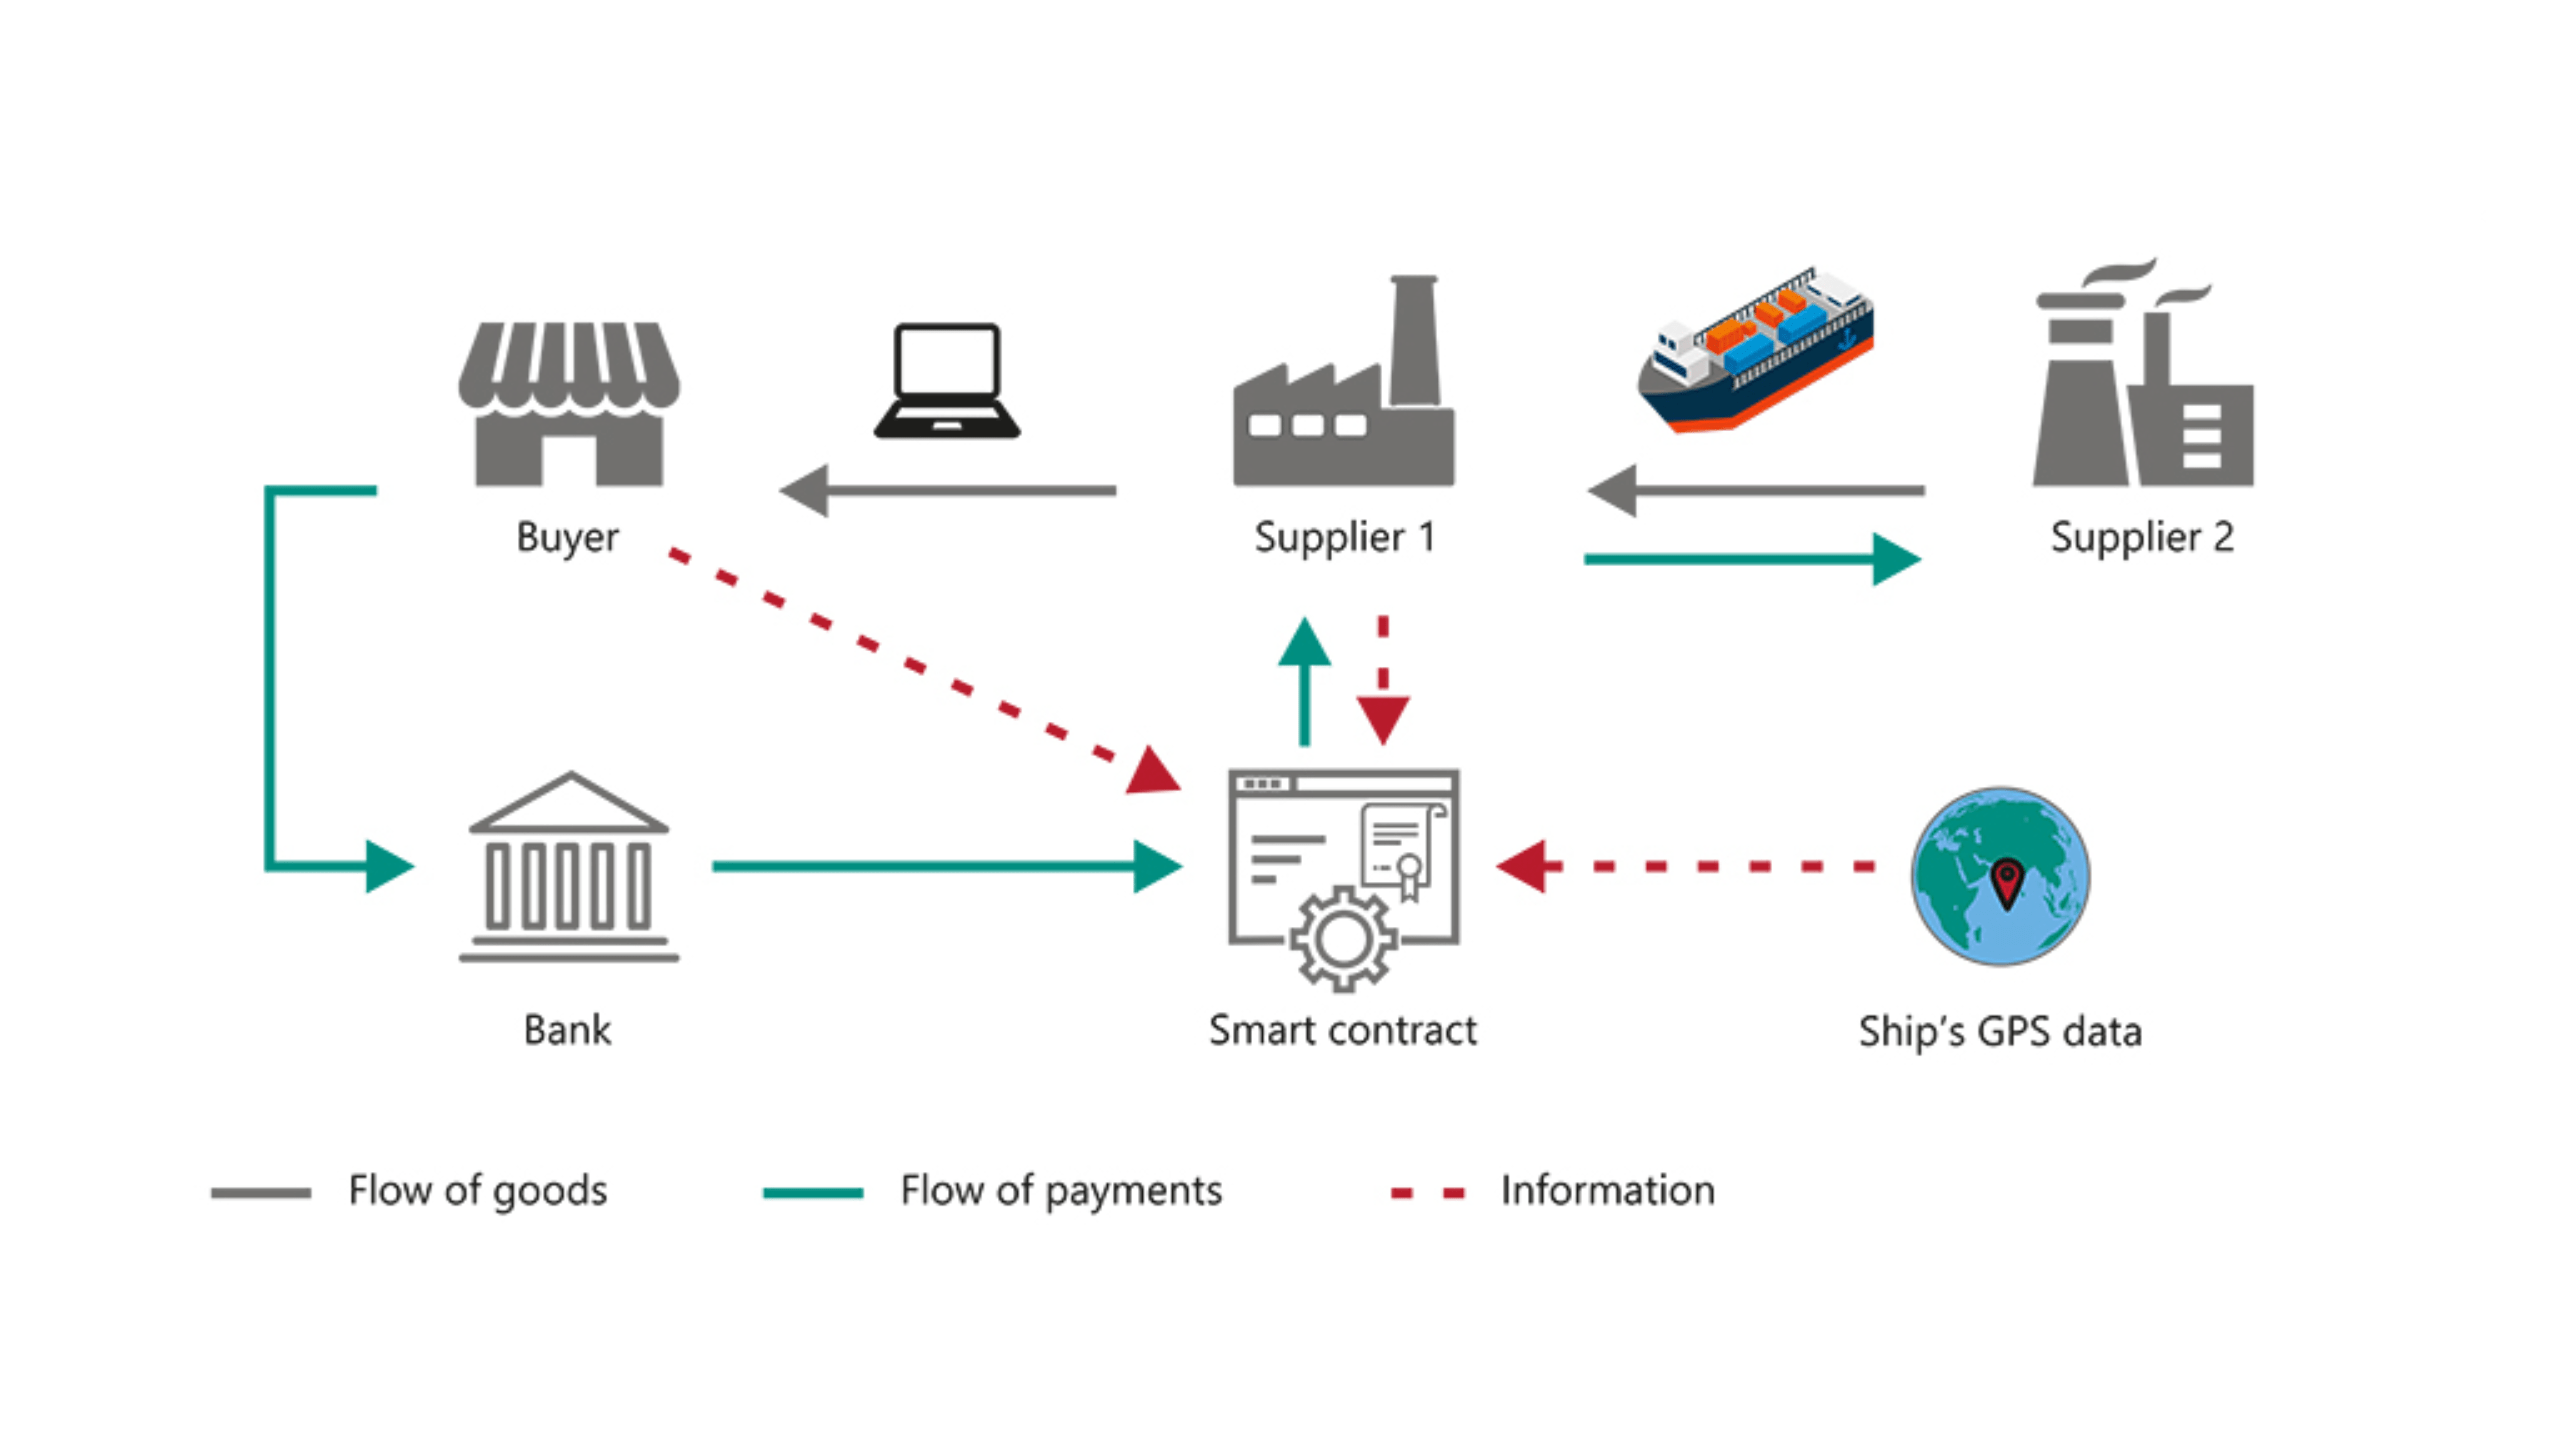 Buyer
Supplier 1
Supplier 2
Bank
Smart contract
Ship’s GPS data
Flow of goods
Flow of payments
Information